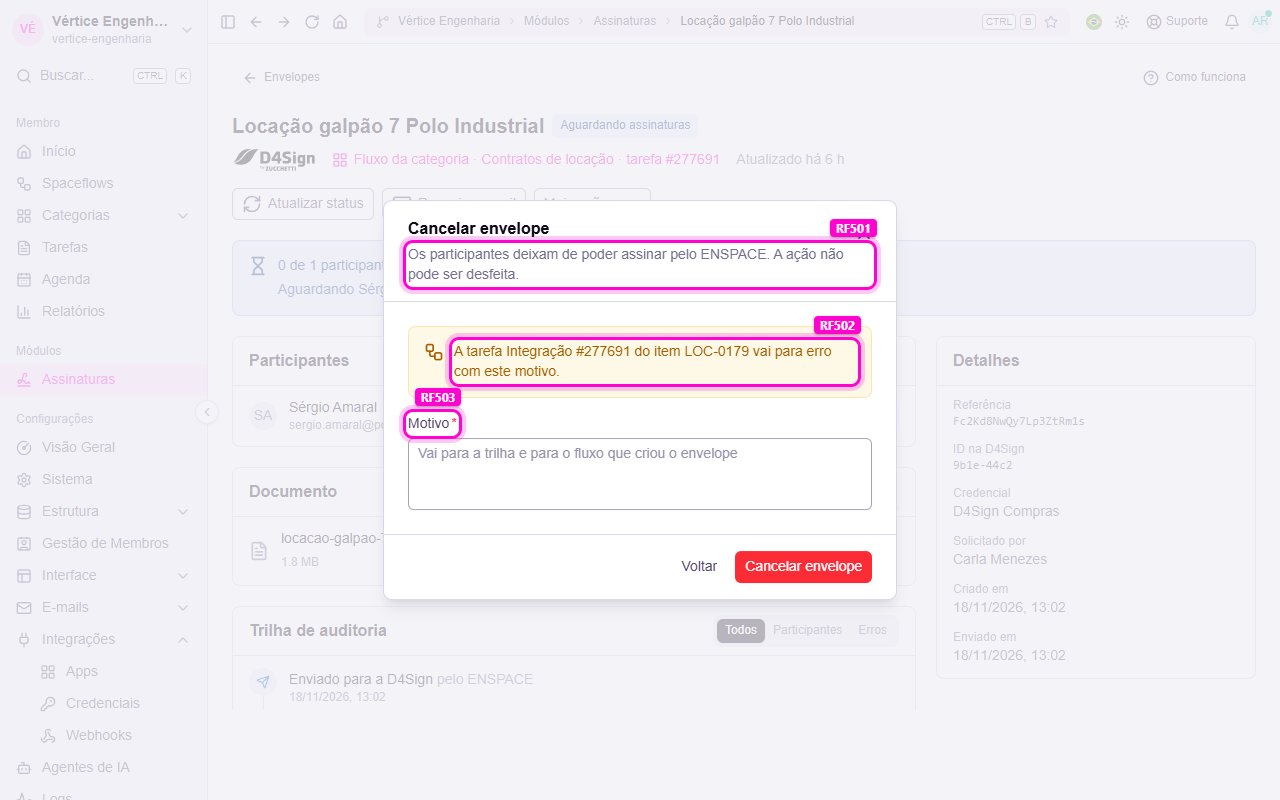 VÉ
Vértice Engenh...
vertice-engenharia
Buscar...
CTRL K
Membro
Início
Spaceflows
Categorias
Tarefas
Agenda
Relatórios
Módulos
Assinaturas
Configurações
Visão Geral
Sistema
Estrutura
Gestão de Membros
Interface
E-mails
Integrações
Apps
Credenciais
Webhooks
Agentes de IA
Logs
Vértice Engenharia
Módulos
Assinaturas
Locação galpão 7 Polo Industrial
CTRL B
Suporte
AR
Envelopes
Como funciona
Locação galpão 7 Polo Industrial
Aguardando assinaturas
D4Sign
by ZUCCHETTI
Fluxo da categoria · Contratos de locação · tarefa #277691
Atualizado há 6 h
Atualizar status
0 de 1 participant
Aguardando Sérg
Participantes
SA
Sérgio Amaral
sergio.amaral@po
Documento
locacao-galpao-7
1.8 MB
Trilha de auditoria
Todos
Participantes
Erros
Enviado para a D4Sign pelo ENSPACE
18/11/2026, 13:02
Detalhes
Referência
Fc2Kd8NwQy7Lp3ZtRm1s
ID na D4Sign
9b1e-44c2
Credencial
D4Sign Compras
Solicitado por
Carla Menezes
Criado em
18/11/2026, 13:02
Enviado em
18/11/2026, 13:02
Cancelar envelope
RF501
Os participantes deixam de poder assinar pelo ENSPACE. A ação não
pode ser desfeita.
RF502
A tarefa Integração #277691 do item LOC-0179 vai para erro
com este motivo.
RF503
Motivo *
Vai para a trilha e para o fluxo que criou o envelope
Voltar
Cancelar envelope